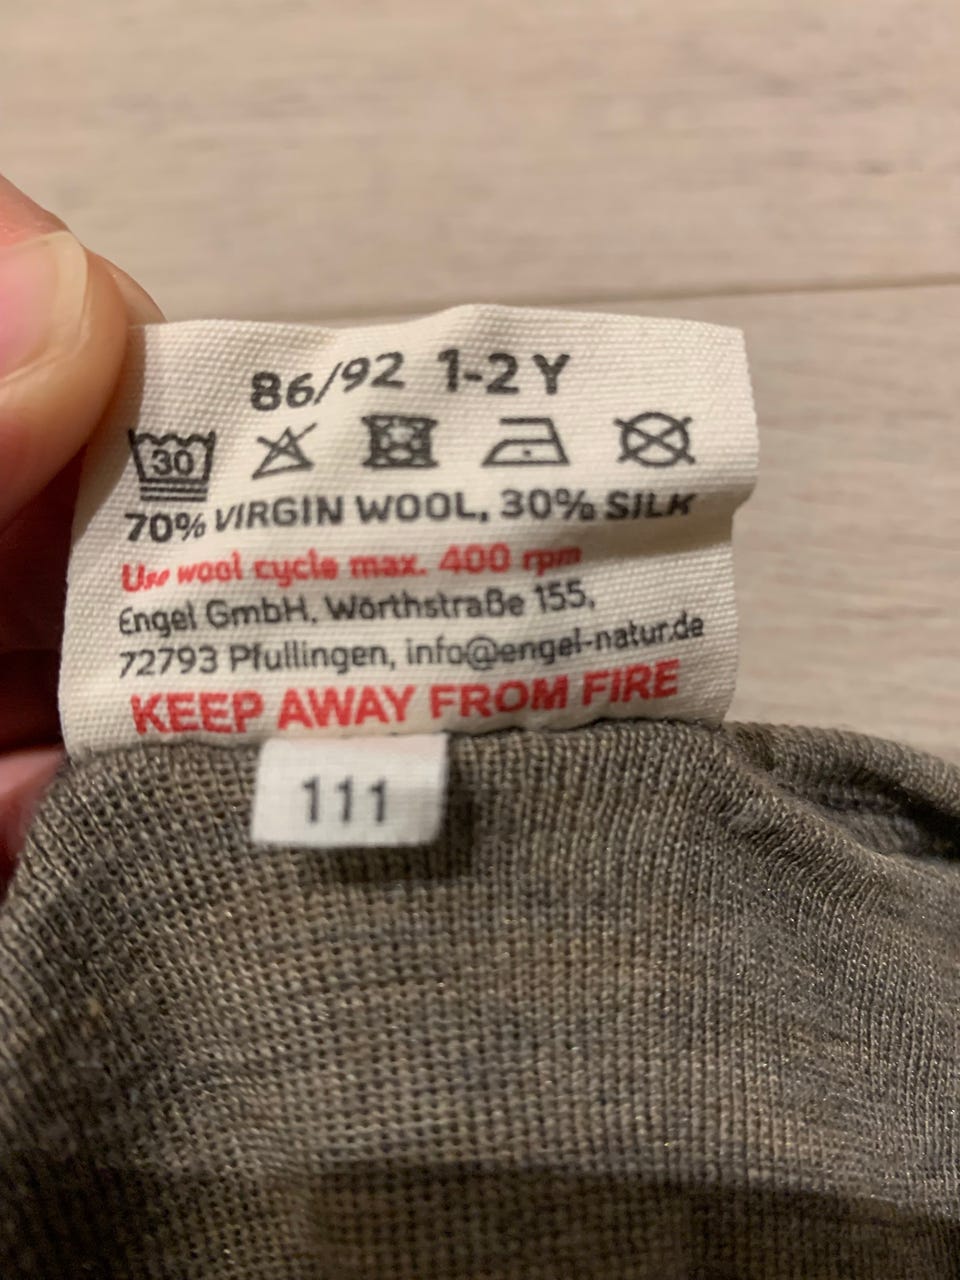 86/92 1-2 Y
30
70% VIRGIN WOOL, 30% SILK
Use wool cycle max. 400 rpm
Engel GmbH, Wörthstraße 155,
72793 Pfullingen, info@engel-natur.de
KEEP AWAY FROM FIRE
111